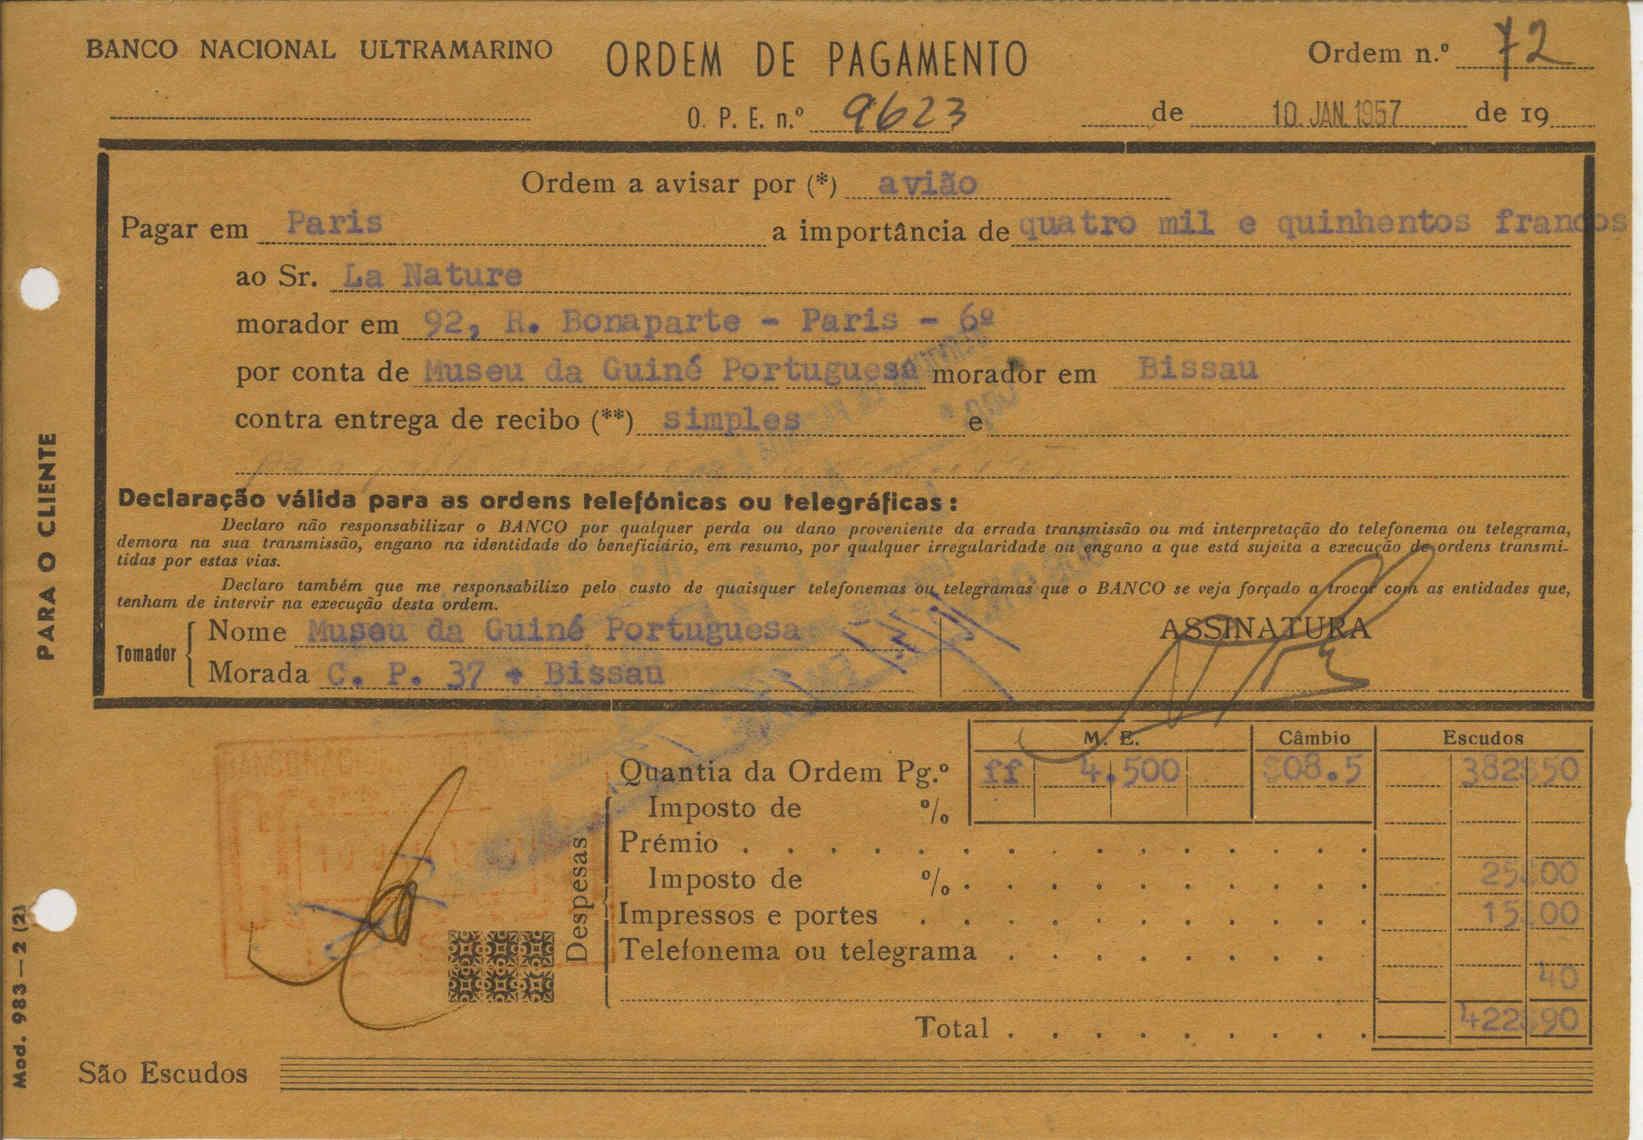 BANCO NACIONAL ULTRAMARINO
ORDEM DE PAGAMENTO
Ordem n.º 72
O. P. E. n.º 9623
de 10. JAN. 1957 de 19
Ordem a avisar por (*) avião
Pagar em Paris a importância de quatro mil e quinhentos francos
ao Sr. La Nature
morador em 92, R. Bonaparte - Paris - 6º
por conta de Museu da Guiné Portuguesa morador em Bissau
contra entrega de recibo (**) simples e
Declaração válida para as ordens telefónicas ou telegráficas:
Declaro não responsabilizar o BANCO por qualquer perda ou dano proveniente da errada transmissão ou má interpretação do telefonema ou telegrama,
demora na sua transmissão, engano na identidade do beneficiário, em resumo, por qualquer irregularidade ou engano a que está sujeita a execução de ordens transmi-
tidas por estas vias.
Declaro também que me responsabilizo pelo custo de quaisquer telefonemas ou telegramas que o BANCO se veja forçado a trocar com as entidades que,
tenham de intervir na execução desta ordem.
Tomador
Nome Museu da Guiné Portuguesa
Morada C. P. 37 - Bissau
ASSINATURA
M. E. Câmbio Escudos
Quantia da Ordem Pg.º ff 4.500 $08.5 382$50
Imposto de %
Despesas
Prémio
Imposto de % 25$00
Impressos e portes 15$00
Telefonema ou telegrama
40
Total 422$90
São Escudos
PARA O CLIENTE
Mod. 983—2 (2)